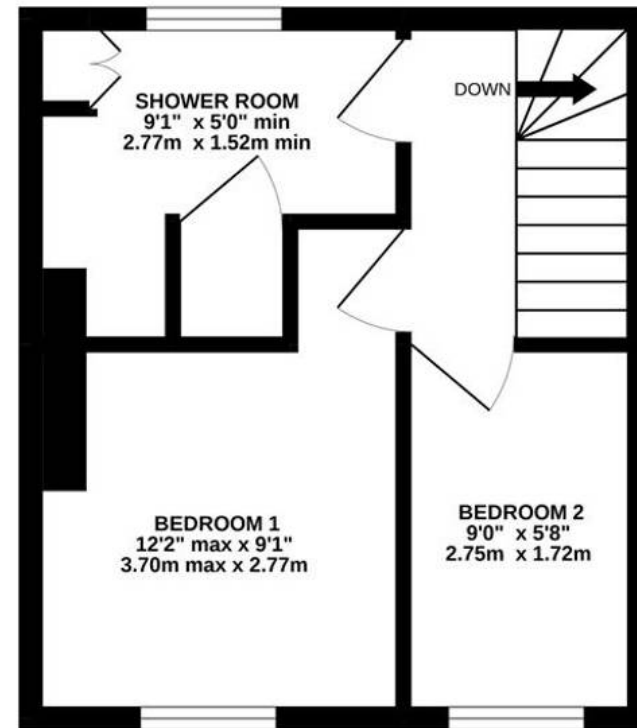 DOWN
SHOWER ROOM
9'1" x 5'0" min
2.77m x 1.52m min
BEDROOM 1
12'2" max x 9'1"
3.70m max x 2.77m
BEDROOM 2
9'0" x 5'8"
2.75m x 1.72m